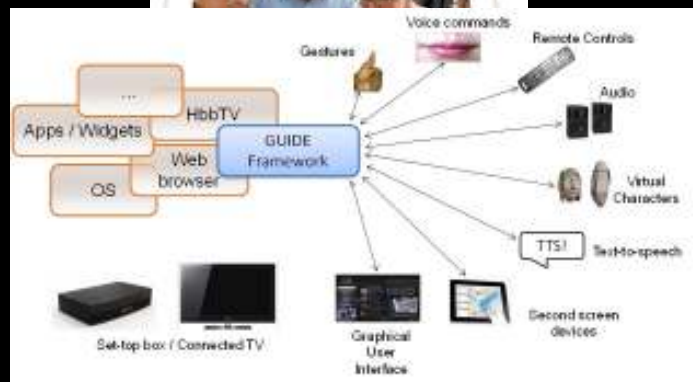 Voice commands
Gestures
Remote Controls
...
HbbTV
Audio
Apps / Widgets
GUIDE
Framework
Web
browser
Virtual
Characters
OS
TTS!
Text-to-speech
Second screen
devices
Set-top box / Connected TV
Graphical
User
Interface